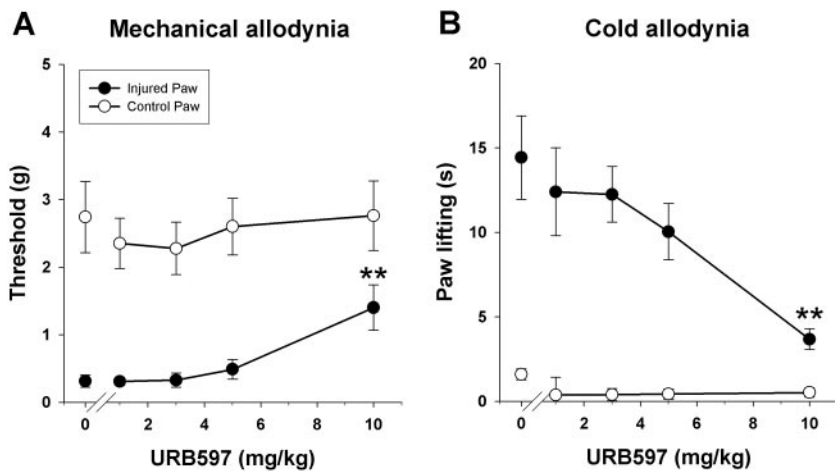 A
Mechanical allodynia
5
4
3
2
1
0
Threshold (g)
Injured Paw
Control Paw
**
0 2 4 6 8 10
URB597 (mg/kg)
B
Cold allodynia
20
15
10
5
0
Paw lifting (s)
**
0 2 4 6 8 10
URB597 (mg/kg)